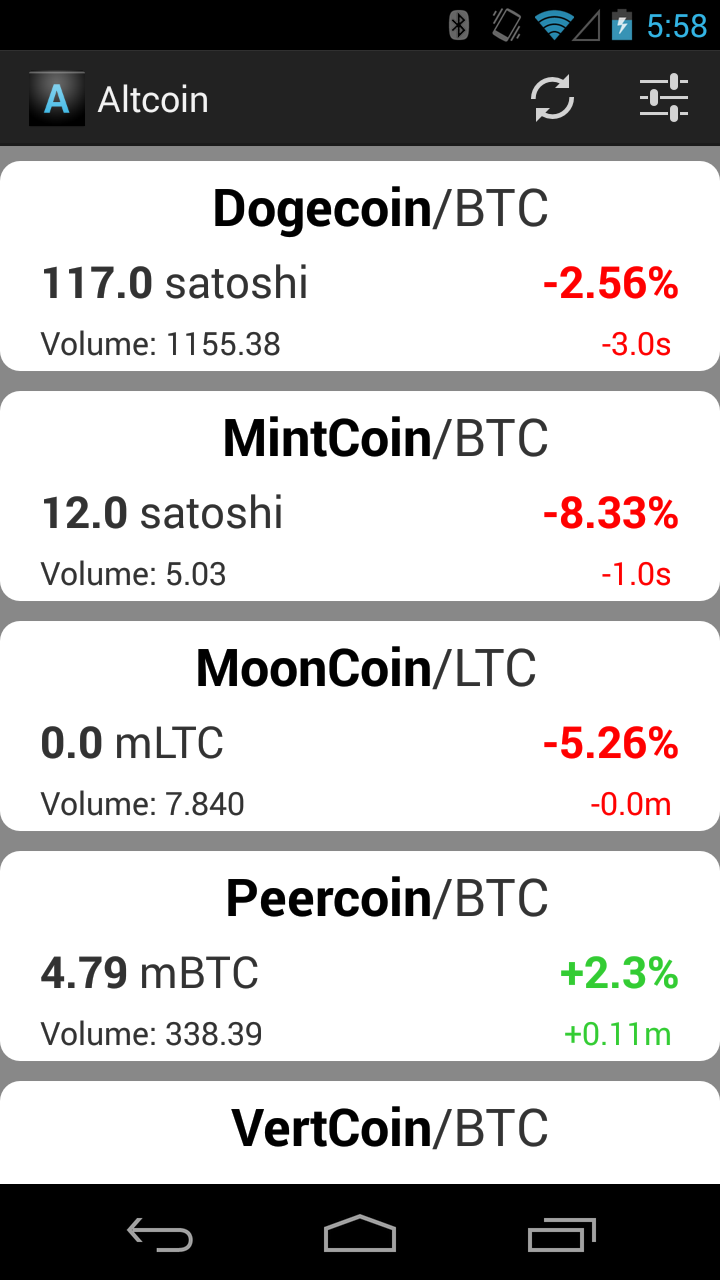 5:58
A Altcoin
Dogecoin/BTC
117.0 satoshi -2.56%
Volume: 1155.38 -3.0s
MintCoin/BTC
12.0 satoshi -8.33%
Volume: 5.03 -1.0s
MoonCoin/LTC
0.0 mLTC -5.26%
Volume: 7.840 -0.0m
Peercoin/BTC
4.79 mBTC +2.3%
Volume: 338.39 +0.11m
VertCoin/BTC